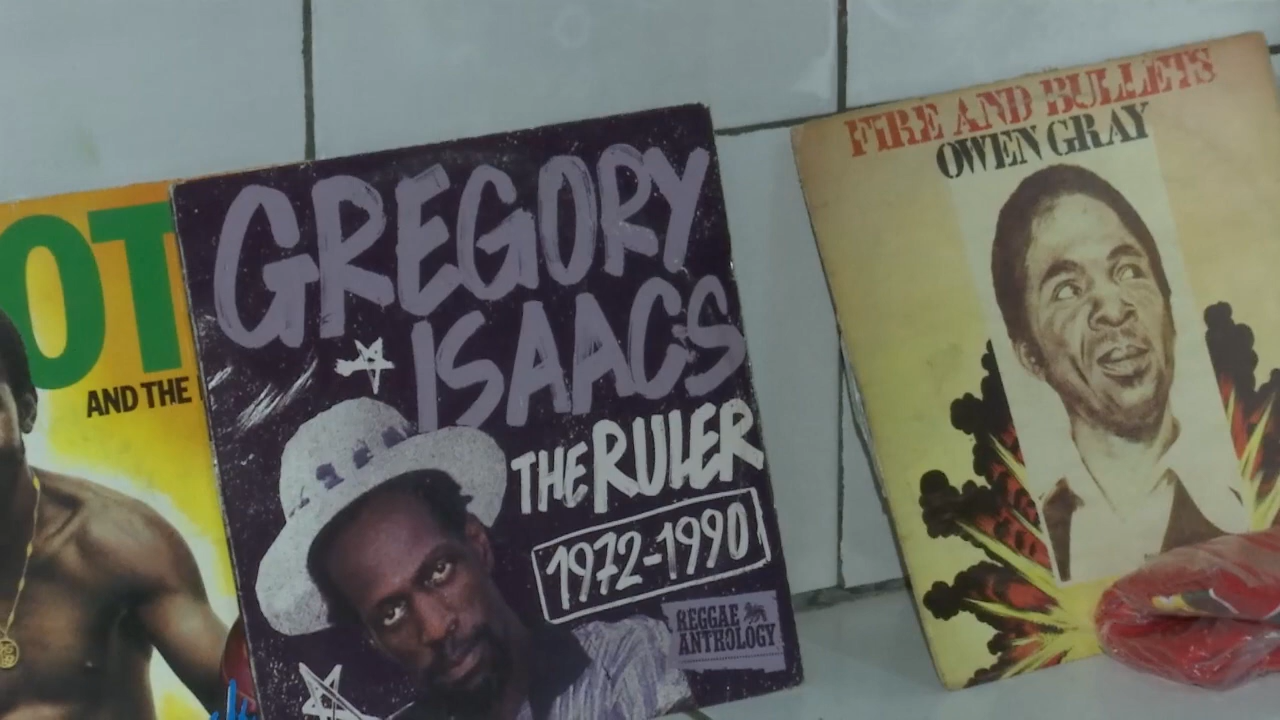 OT
AND THE
GREGORY
ISAACS
THE RULER
1972-1990
REGGAE
ANTHOLOGY
FIRE AND BULLETS
OWEN GRAY